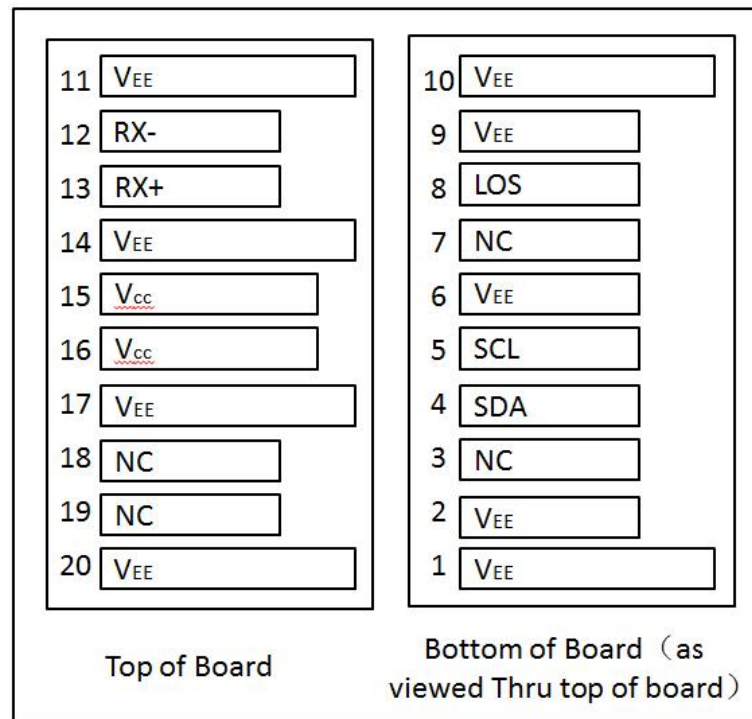 11 VEE
12 RX-
13 RX+
14 VEE
15 Vcc
16 Vcc
17 VEE
18 NC
19 NC
20 VEE
Top of Board
10 VEE
9 VEE
8 LOS
7 NC
6 VEE
5 SCL
4 SDA
3 NC
2 VEE
1 VEE
Bottom of Board（as
viewed Thru top of board）